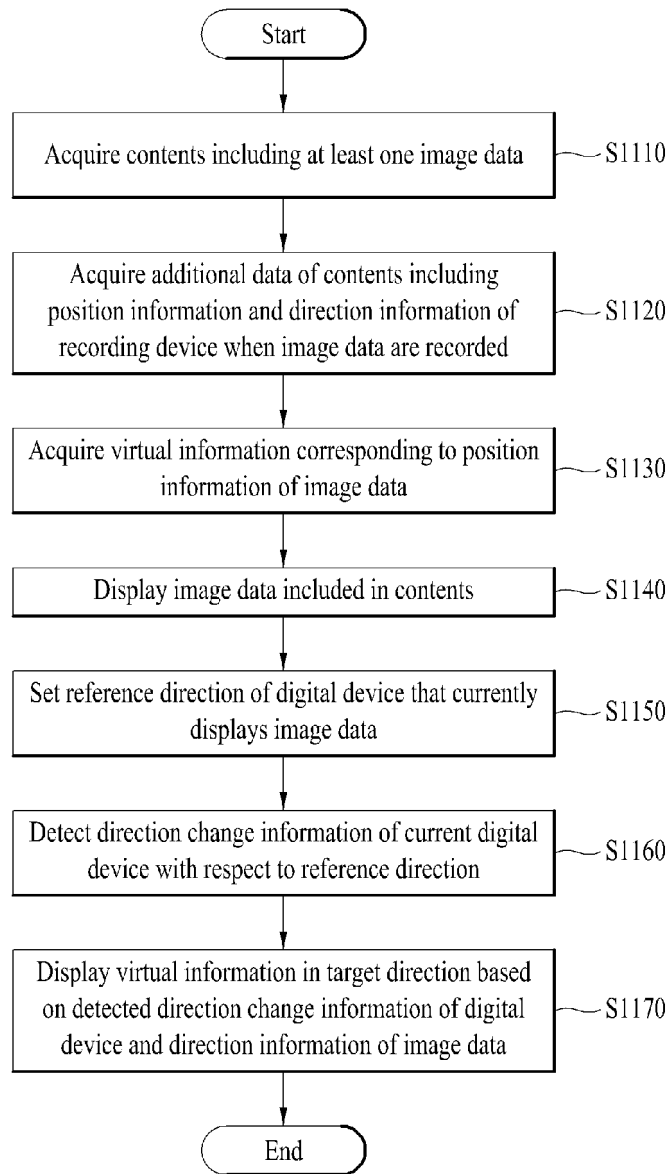 Start
Acquire contents including at least one image data
S1110
Acquire additional data of contents including
position information and direction information of
recording device when image data are recorded
S1120
Acquire virtual information corresponding to position
information of image data
S1130
Display image data included in contents
S1140
Set reference direction of digital device that currently
displays image data
S1150
Detect direction change information of current digital
device with respect to reference direction
S1160
Display virtual information in target direction based
on detected direction change information of digital
device and direction information of image data
S1170
End